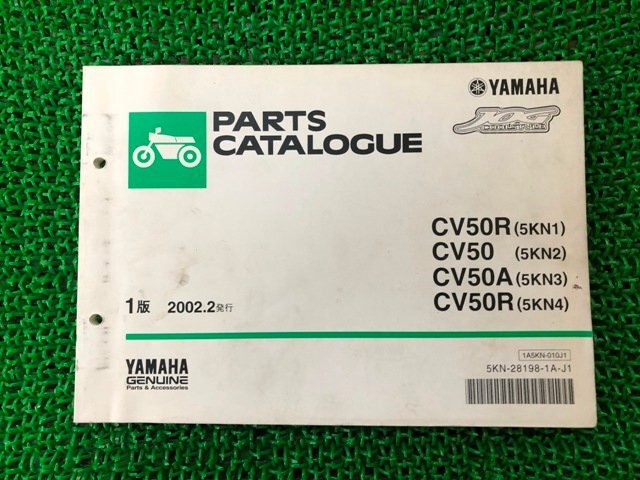 YAMAHA
JOG
PARTS
CATALOGUE
CV50R (5KN1)
CV50 (5KN2)
CV50A (5KN3)
CV50R (5KN4)
1版 2002.2発行
YAMAHA
GENUINE
Parts & Accessories
1A5KN-010J1
5KN-28198-1A-J1